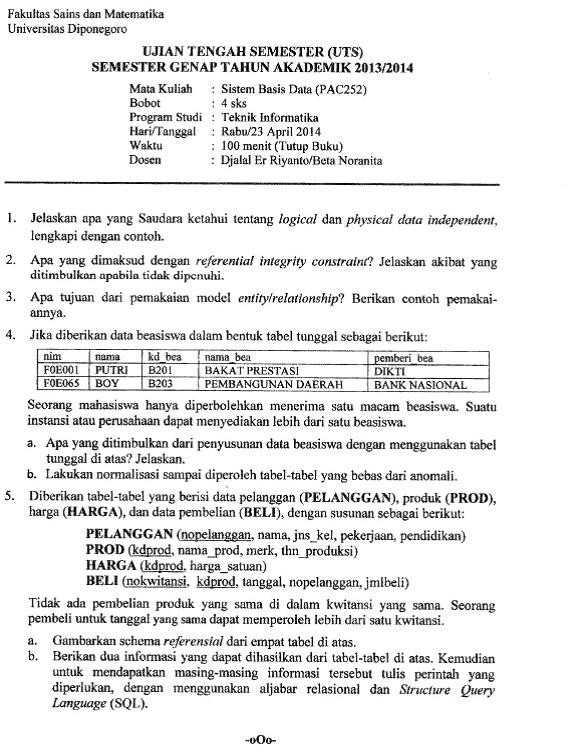 Fakultas Sains dan Matematika
Universitas Diponegoro
UJIAN TENGAH SEMESTER (UTS)
SEMESTER GENAP TAHUN AKADEMIK 2013/2014
Mata Kuliah : Sistem Basis Data (PAC252)
Bobot : 4 sks
Program Studi : Teknik Informatika
Hari/Tanggal : Rabu/23 April 2014
Waktu : 100 menit (Tutup Buku)
Dosen : Djalal Er Riyanto/Beta Noranita
1. Jelaskan apa yang Saudara ketahui tentang logical dan physical data independent,
lengkapi dengan contoh.
2. Apa yang dimaksud dengan referential integrity constraint? Jelaskan akibat yang
ditimbulkan apabila tidak dipenuhi.
3. Apa tujuan dari pemakaian model entity/relationship? Berikan contoh pemakai-
annya.
4. Jika diberikan data beasiswa dalam bentuk tabel tunggal sebagai berikut:
nim nama kd_bea nama_bea pemberi_bea
F0E001 PUTRI B201 BAKAT PRESTASI DIKTI
F0E065 BOY B203 PEMBANGUNAN DAERAH BANK NASIONAL
Seorang mahasiswa hanya diperbolehkan menerima satu macam beasiswa. Suatu
instansi atau perusahaan dapat menyediakan lebih dari satu beasiswa.
a. Apa yang ditimbulkan dari penyusunan data beasiswa dengan menggunakan tabel
tunggal di atas? Jelaskan.
b. Lakukan normalisasi sampai diperoleh tabel-tabel yang bebas dari anomali.
5. Diberikan tabel-tabel yang berisi data pelanggan (PELANGGAN), produk (PROD),
harga (HARGA), dan data pembelian (BELI), dengan susunan sebagai berikut:
PELANGGAN (nopelanggan, nama, jns_kel, pekerjaan, pendidikan)
PROD (kdprod, nama_prod, merk, thn_produksi)
HARGA (kdprod, harga_satuan)
BELI (nokwitansi, kdprod, tanggal, nopelanggan, jmlbeli)
Tidak ada pembelian produk yang sama di dalam kwitansi yang sama. Seorang
pembeli untuk tanggal yang sama dapat memperoleh lebih dari satu kwitansi.
a. Gambarkan schema referensial dari empat tabel di atas.
b. Berikan dua informasi yang dapat dihasilkan dari tabel-tabel di atas. Kemudian
untuk mendapatkan masing-masing informasi tersebut tulis perintah yang
diperlukan, dengan menggunakan aljabar relasional dan Structure Query
Language (SQL).
-oOo-